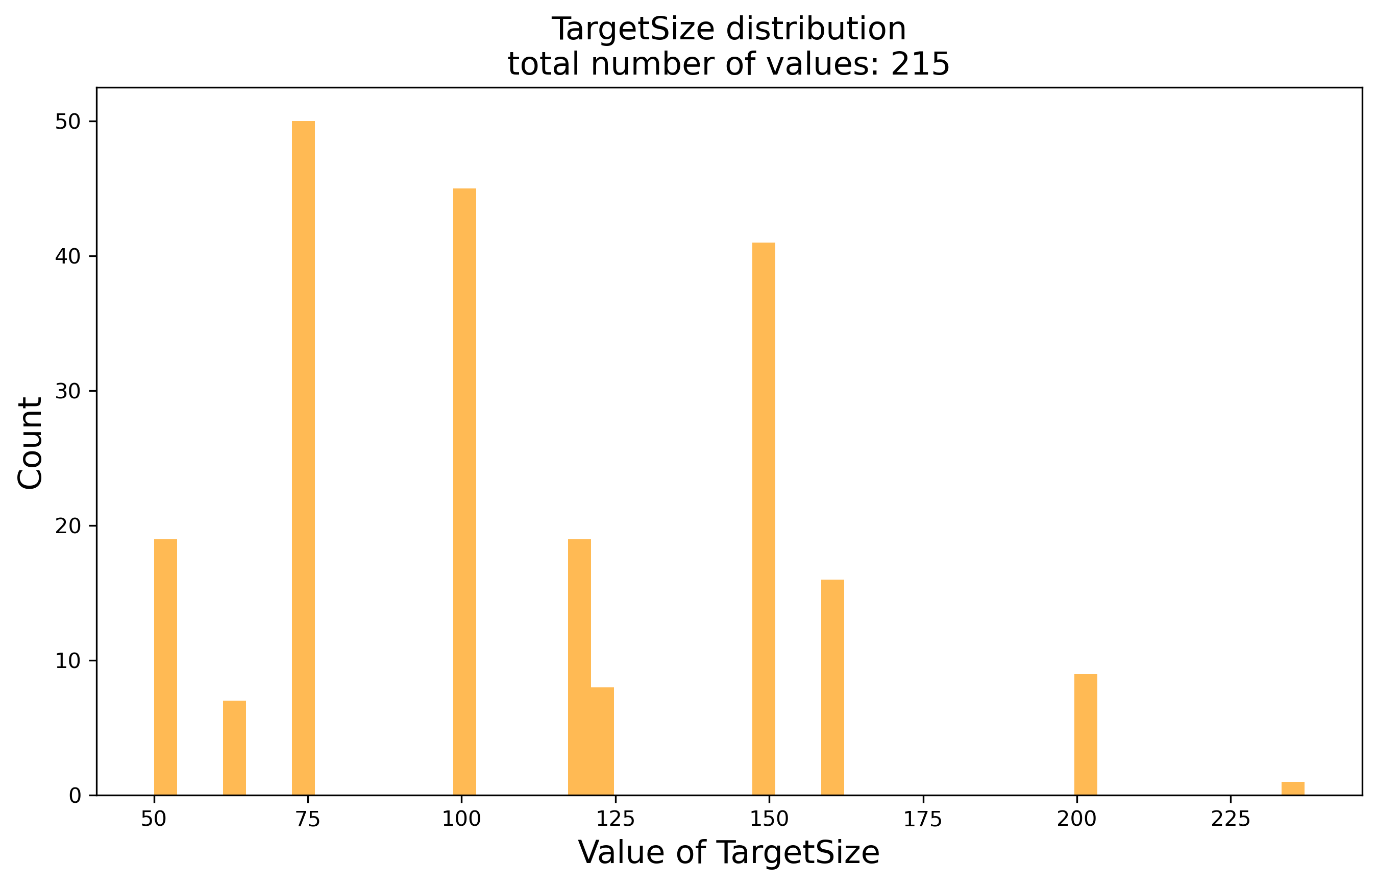 TargetSize distribution
total number of values: 215
50
40
30
20
10
0
Count
50 75 100 125 150 175 200 225
Value of TargetSize